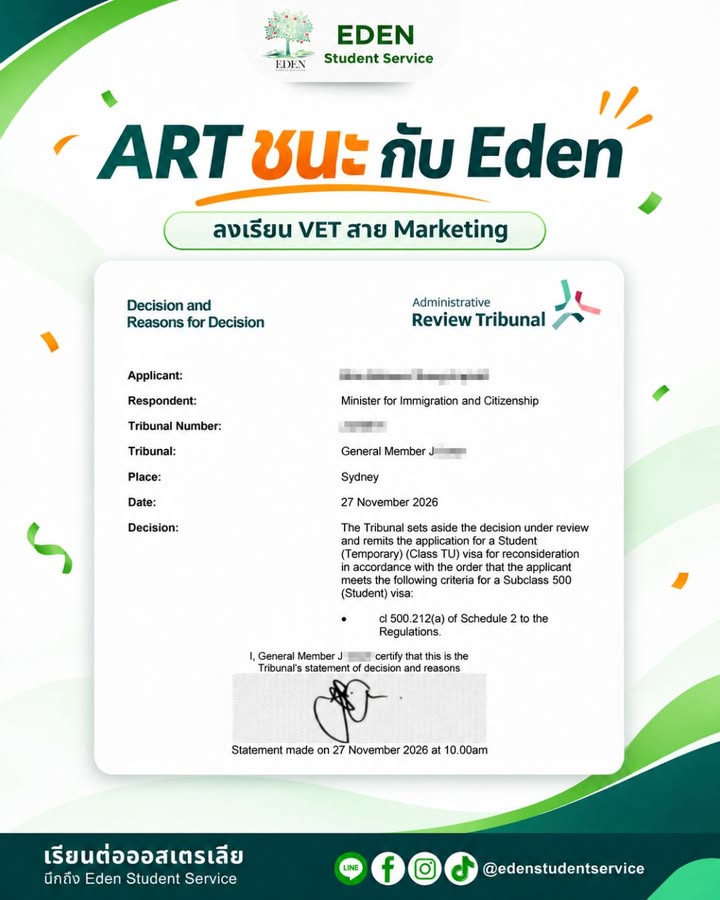 EDEN
EDEN
Student Service
ART ชนะ กับ Eden
ลงเรียน VET สาย Marketing
Decision and
Reasons for Decision
Administrative
Review Tribunal
Applicant:
Respondent: Minister for Immigration and Citizenship
Tribunal Number:
Tribunal: General Member J
Place: Sydney
Date: 27 November 2026
Decision: The Tribunal sets aside the decision under review
and remits the application for a Student
(Temporary) (Class TU) visa for reconsideration
in accordance with the order that the applicant
meets the following criteria for a Subclass 500
(Student) visa:
• cl 500.212(a) of Schedule 2 to the
Regulations.
I, General Member J certify that this is the
Tribunal's statement of decision and reasons
Statement made on 27 November 2026 at 10.00am
เรียนต่อออสเตรเลีย
นึกถึง Eden Student Service
LINE
@edenstudentservice